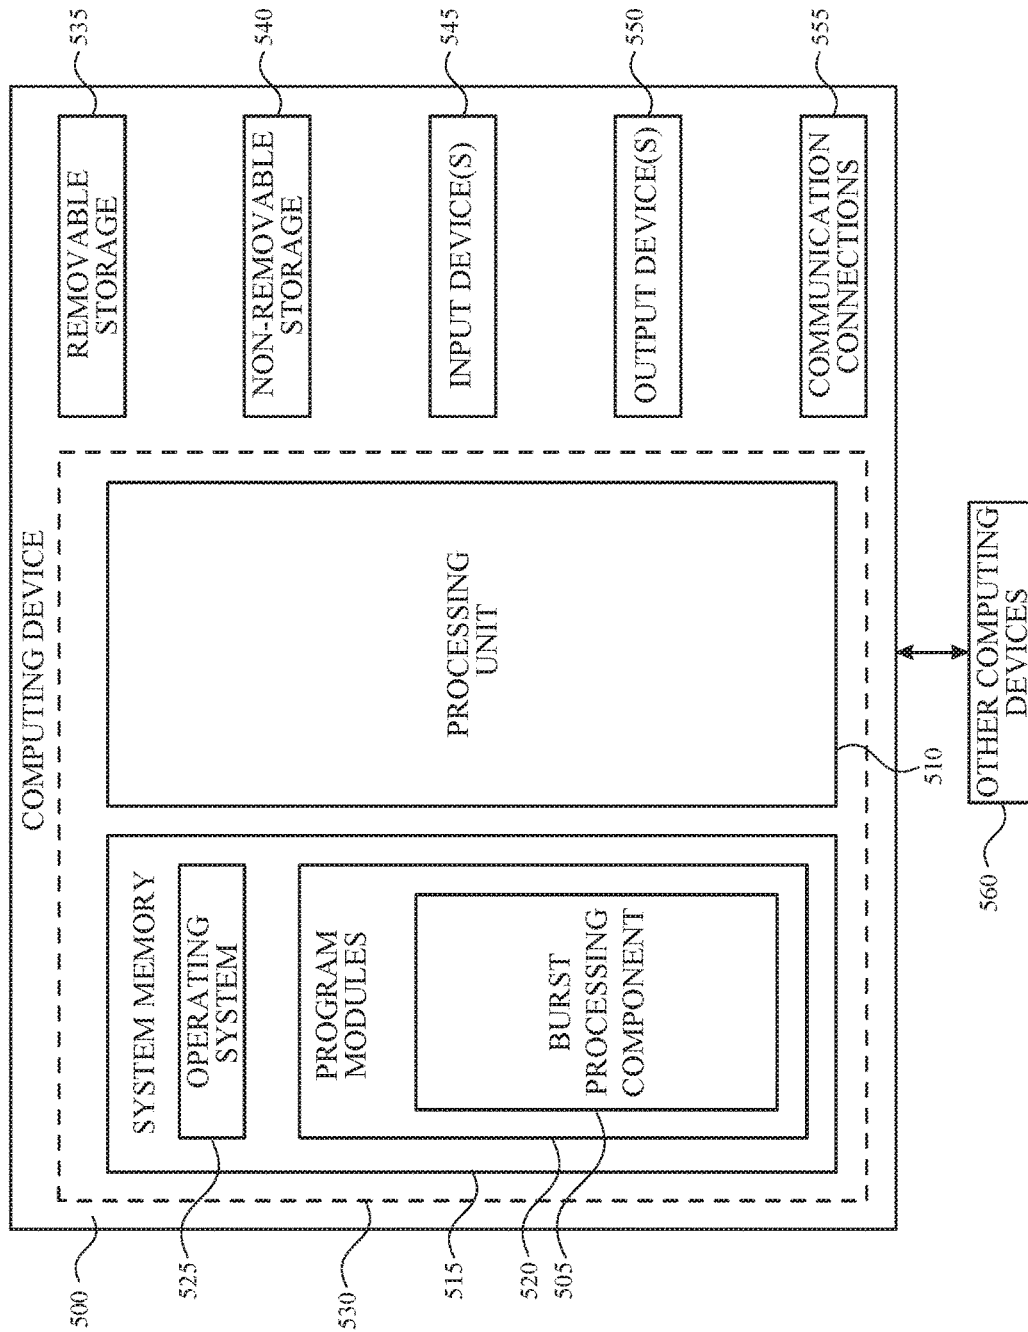 COMPUTING DEVICE
500
SYSTEM MEMORY
OPERATING
SYSTEM
525
PROGRAM
MODULES
BURST
PROCESSING
COMPONENT
530
515
520
505
PROCESSING
UNIT
510
REMOVABLE
STORAGE
535
NON-REMOVABLE
STORAGE
540
INPUT DEVICE(S)
545
OUTPUT DEVICE(S)
550
COMMUNICATION
CONNECTIONS
555
OTHER COMPUTING
DEVICES
560